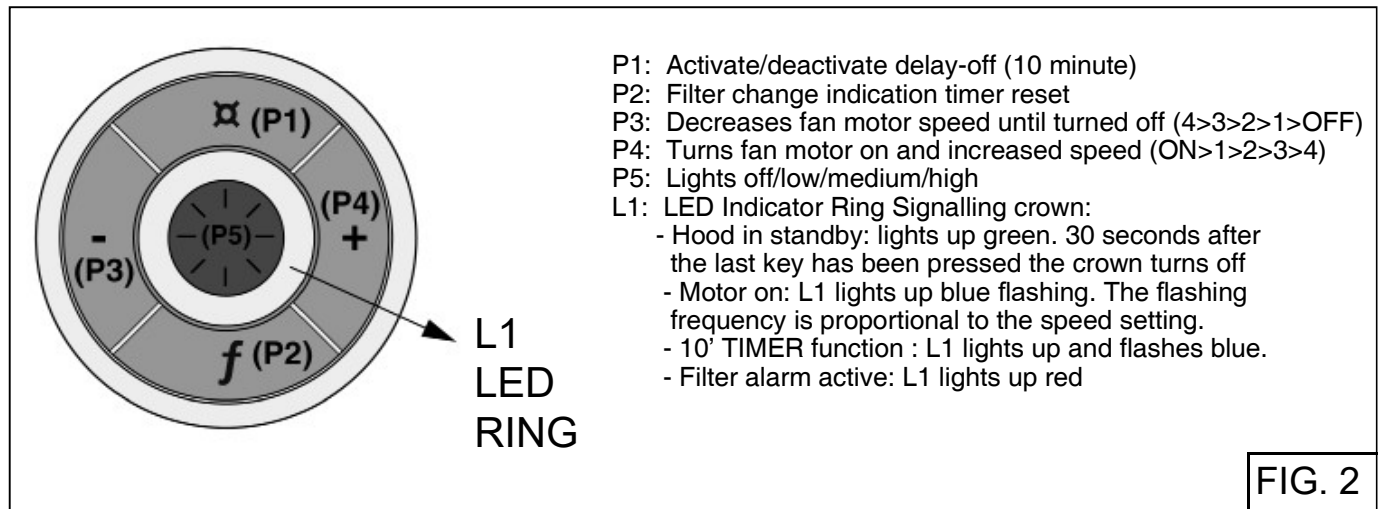 ¤ (P1)
(P4)
+
-
(P3)
(P5)
ƒ (P2)
L1
LED
RING
P1: Activate/deactivate delay-off (10 minute)
P2: Filter change indication timer reset
P3: Decreases fan motor speed until turned off (4>3>2>1>OFF)
P4: Turns fan motor on and increased speed (ON>1>2>3>4)
P5: Lights off/low/medium/high
L1: LED Indicator Ring Signalling crown:
- Hood in standby: lights up green. 30 seconds after
the last key has been pressed the crown turns off
- Motor on: L1 lights up blue flashing. The flashing
frequency is proportional to the speed setting.
- 10' TIMER function : L1 lights up and flashes blue.
- Filter alarm active: L1 lights up red
FIG. 2